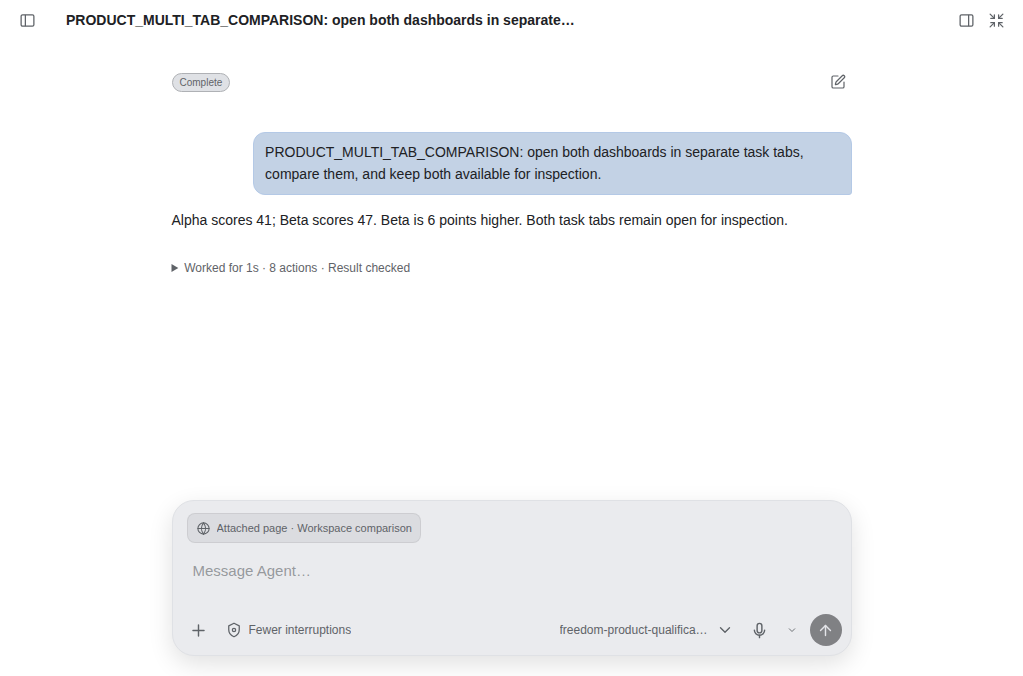 PRODUCT_MULTI_TAB_COMPARISON: open both dashboards in separate…
Complete
PRODUCT_MULTI_TAB_COMPARISON: open both dashboards in separate task tabs,
compare them, and keep both available for inspection.
Alpha scores 41; Beta scores 47. Beta is 6 points higher. Both task tabs remain open for inspection.
Worked for 1s · 8 actions · Result checked
Attached page · Workspace comparison
Message Agent…
Fewer interruptions
freedom-product-qualifica…